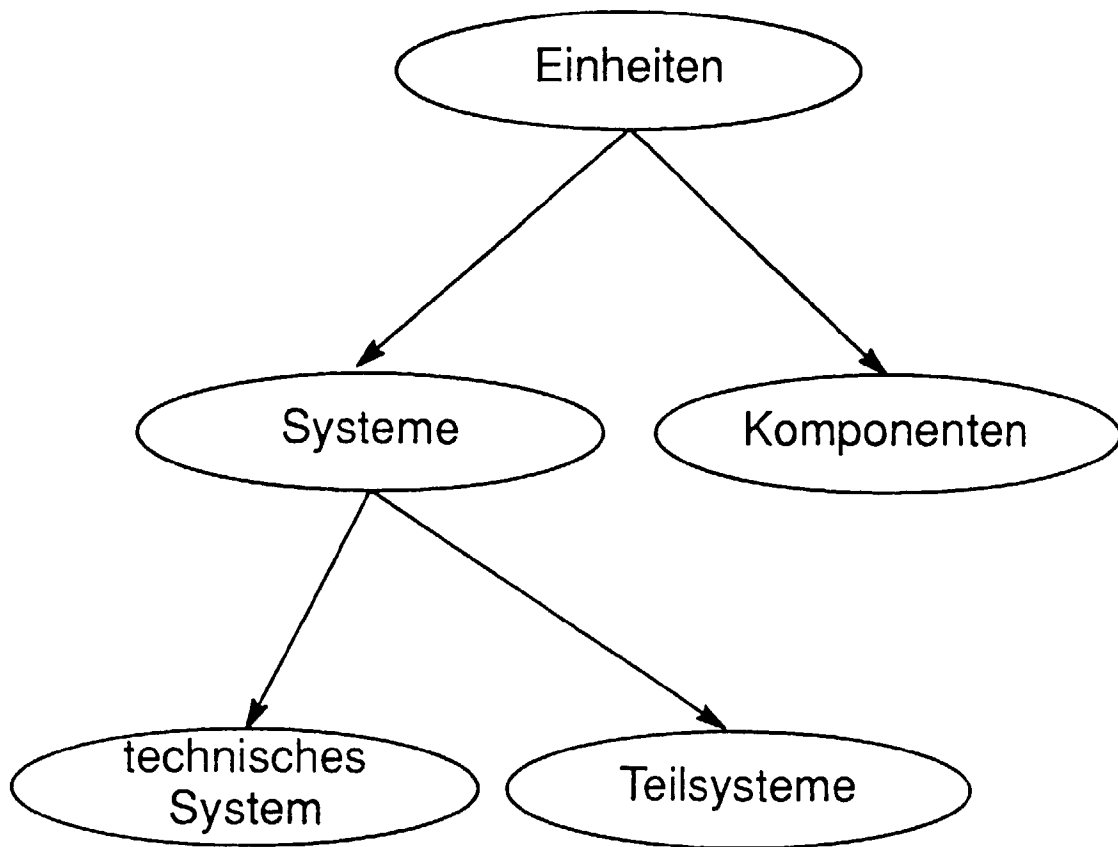 Einheiten
Systeme
Komponenten
technisches
System
Teilsysteme